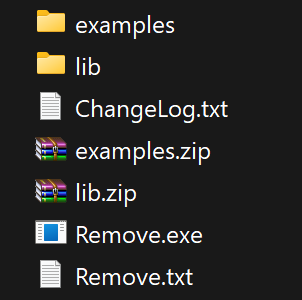 examples
lib
ChangeLog.txt
examples.zip
lib.zip
Remove.exe
Remove.txt